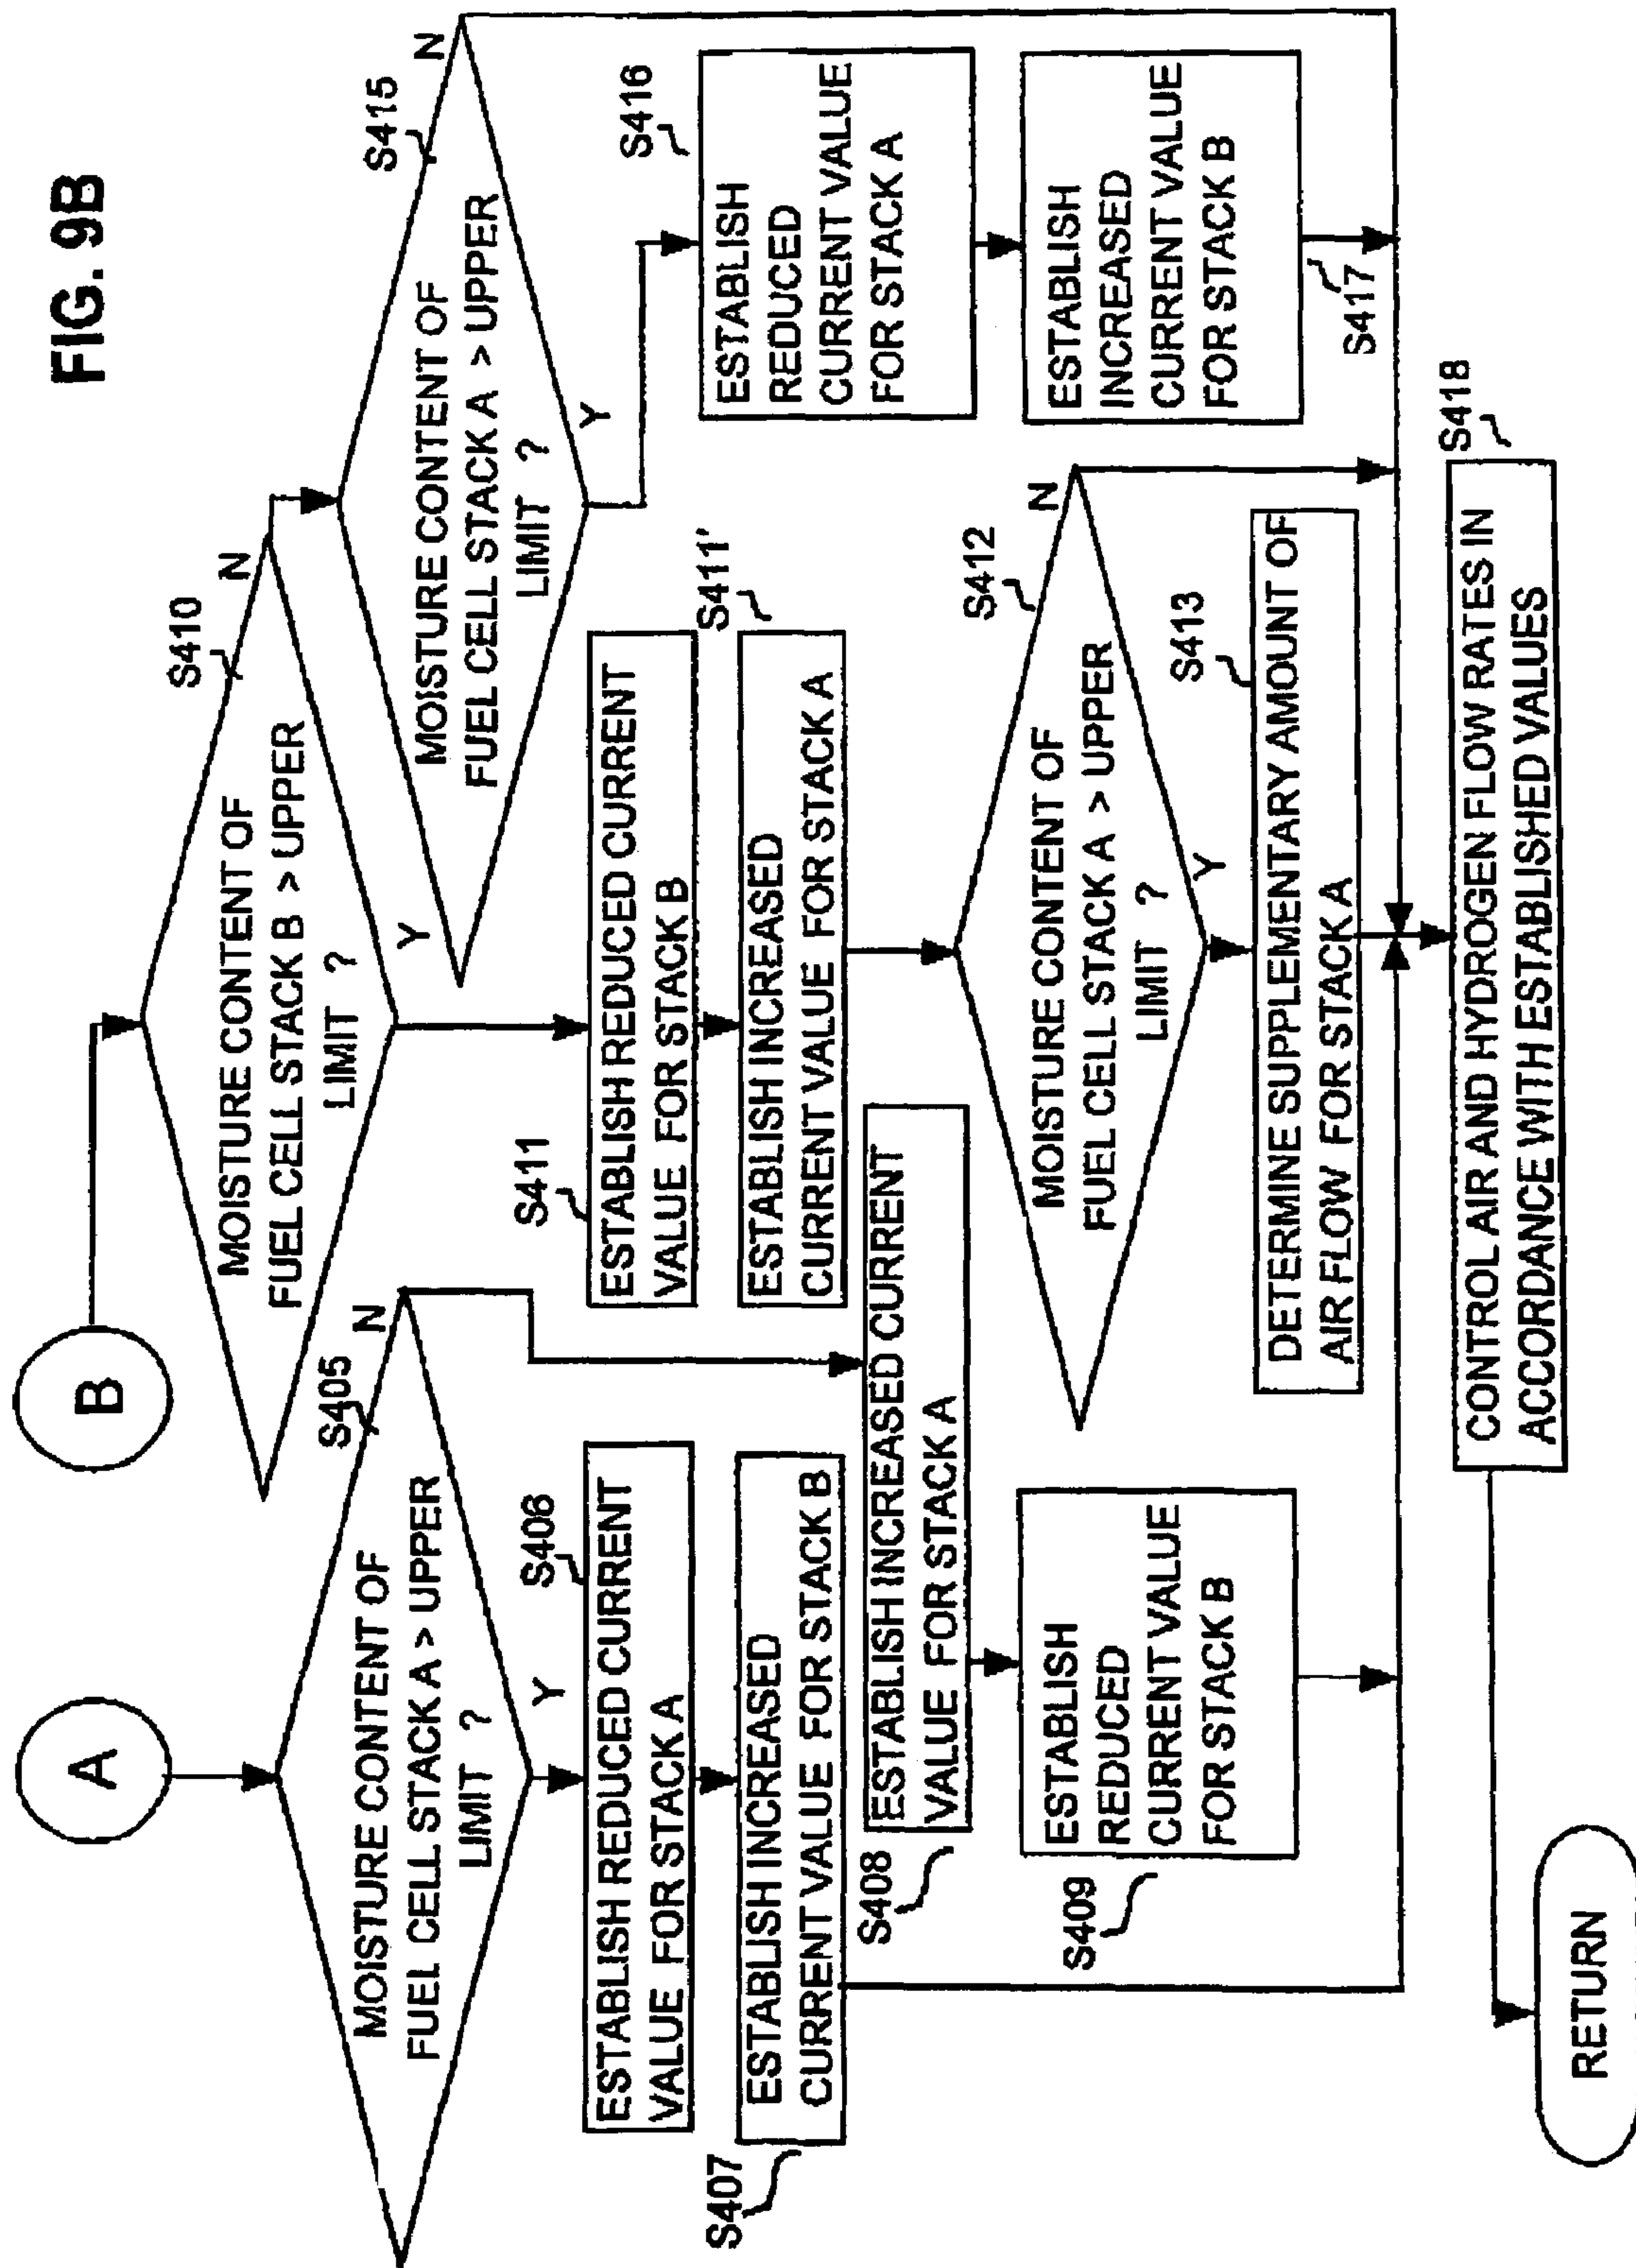 FIG. 9B
A
S405
MOISTURE CONTENT OF
FUEL CELL STACK A > UPPER
LIMIT ?
N
Y
S406
ESTABLISH REDUCED CURRENT
VALUE FOR STACK A
S407
ESTABLISH INCREASED
CURRENT VALUE FOR STACK B
S408
ESTABLISH INCREASED CURRENT
VALUE FOR STACK A
S409
ESTABLISH
REDUCED
CURRENT VALUE
FOR STACK B
B
S410
MOISTURE CONTENT OF
FUEL CELL STACK B > UPPER
LIMIT ?
N
Y
S411
ESTABLISH REDUCED CURRENT
VALUE FOR STACK B
S411'
ESTABLISH INCREASED
CURRENT VALUE FOR STACK A
S412
MOISTURE CONTENT OF
FUEL CELL STACK A > UPPER
LIMIT ?
N
Y
S413
DETERMINE SUPPLEMENTARY AMOUNT OF
AIR FLOW FOR STACK A
S415
MOISTURE CONTENT OF
FUEL CELL STACK A > UPPER
LIMIT ?
N
Y
S416
ESTABLISH
REDUCED
CURRENT VALUE
FOR STACK A
ESTABLISH
INCREASED
CURRENT VALUE
FOR STACK B
S417
S418
CONTROL AIR AND HYDROGEN FLOW RATES IN
ACCORDANCE WITH ESTABLISHED VALUES
RETURN